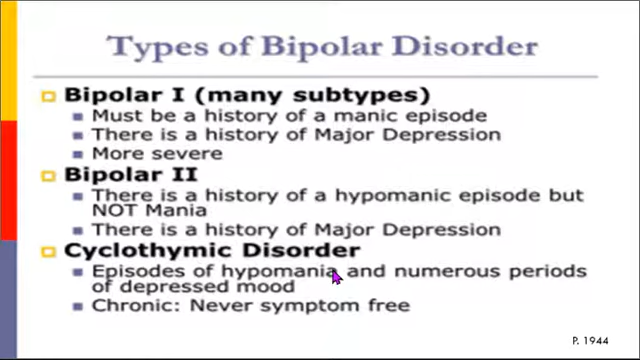 Types of Bipolar Disorder
Bipolar I (many subtypes)
Must be a history of a manic episode
There is a history of Major Depression
More severe
Bipolar II
There is a history of a hypomanic episode but
NOT Mania
There is a history of Major Depression
Cyclothymic Disorder
Episodes of hypomania and numerous periods
of depressed mood
Chronic: Never symptom free
P. 1944